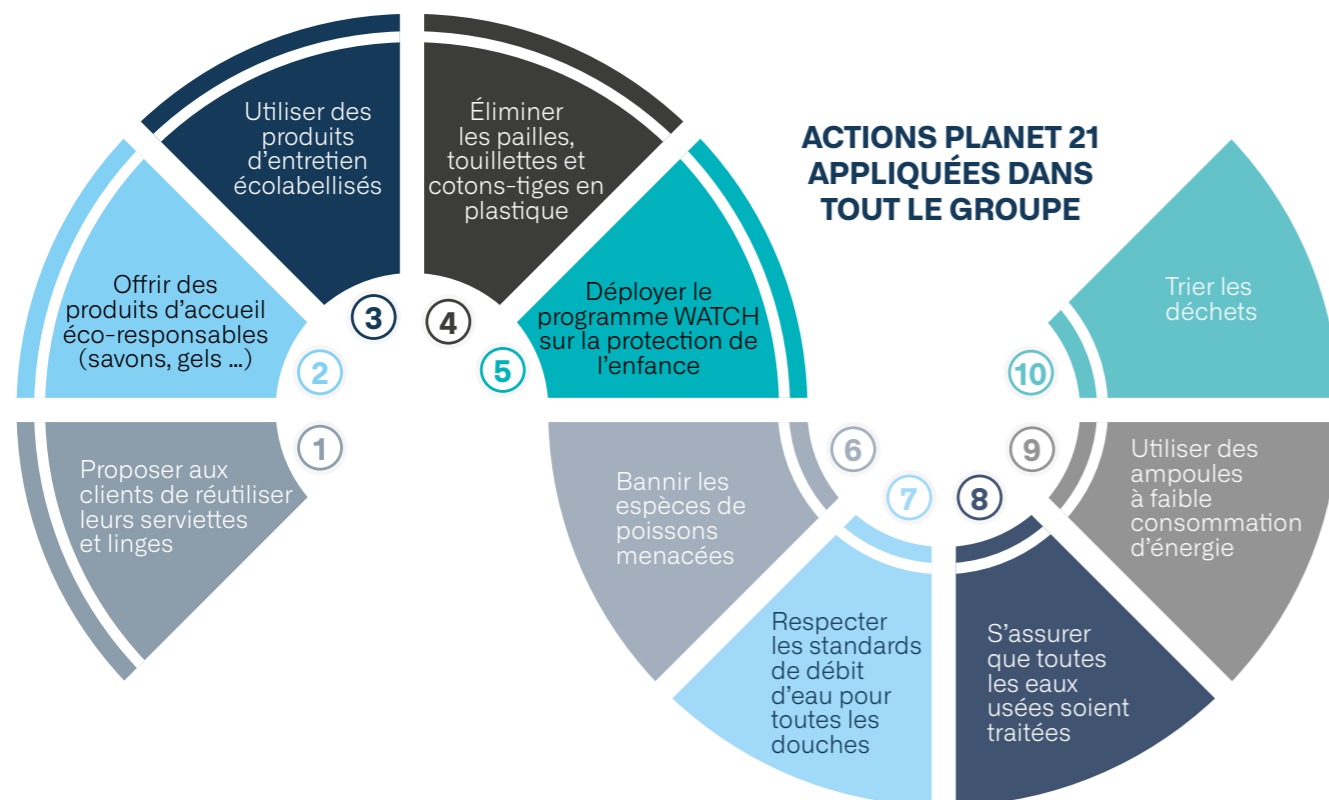 ACTIONS PLANET 21
APPLIQUÉES DANS
TOUT LE GROUPE
1
Proposer aux
clients de réutiliser
leurs serviettes
et linges
2
Offrir des
produits d’accueil
éco-responsables
(savons, gels ...)
3
Utiliser des
produits
d’entretien
écolabellisés
4
Éliminer
les pailles,
touillettes et
cotons-tiges en
plastique
5
Déployer le
programme WATCH
sur la protection de
l’enfance
6
Bannir les
espèces de
poissons
menacées
7
Respecter
les standards
de débit
d’eau pour
toutes les
douches
8
S’assurer
que toutes
les eaux
usées soient
traitées
9
Utiliser des
ampoules
à faible
consommation
d’énergie
10
Trier les
déchets